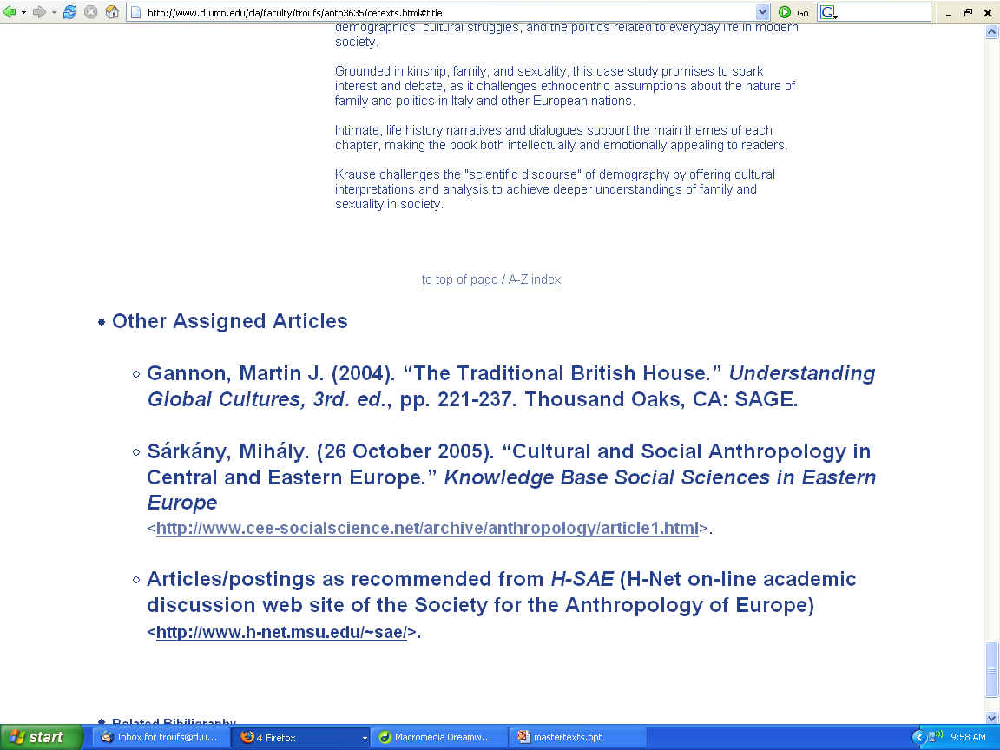 http://www.d.umn.edu/cla/faculty/troufs/anth3635/cetexts.html#title
Go
G
demographics, cultural struggles, and the politics related to everyday life in modern
society.
Grounded in kinship, family, and sexuality, this case study promises to spark
interest and debate, as it challenges ethnocentric assumptions about the nature of
family and politics in Italy and other European nations.
Intimate, life history narratives and dialogues support the main themes of each
chapter, making the book both intellectually and emotionally appealing to readers.
Krause challenges the "scientific discourse" of demography by offering cultural
interpretations and analysis to achieve deeper understandings of family and
sexuality in society.
to top of page / A-Z index
• Other Assigned Articles
○ Gannon, Martin J. (2004). “The Traditional British House.” Understanding
Global Cultures, 3rd. ed., pp. 221-237. Thousand Oaks, CA: SAGE.
○ Sárkány, Mihály. (26 October 2005). “Cultural and Social Anthropology in
Central and Eastern Europe.” Knowledge Base Social Sciences in Eastern
Europe
<http://www.cee-socialscience.net/archive/anthropology/article1.html>.
○ Articles/postings as recommended from H-SAE (H-Net on-line academic
discussion web site of the Society for the Anthropology of Europe)
<http://www.h-net.msu.edu/~sae/>.
• Related Bibiligraphy
start
Inbox for troufs@d.u...
4 Firefox
Macromedia Dreamw...
mastertexts.ppt
9:58 AM